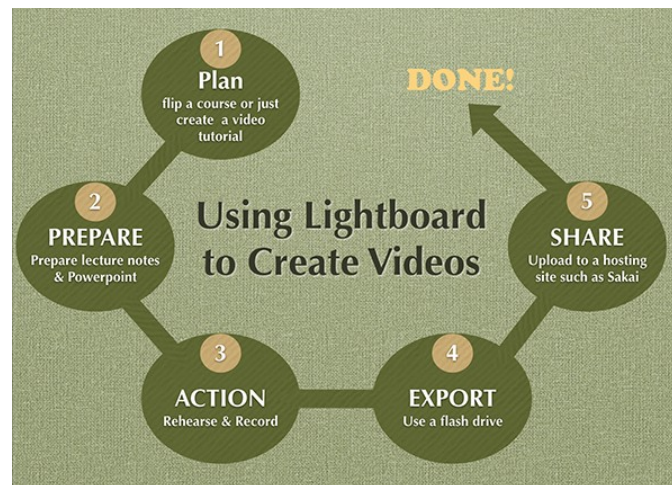 1
Plan
flip a course or just
create a video
tutorial
DONE!
2
PREPARE
Prepare lecture notes
& Powerpoint
Using Lightboard
to Create Videos
5
SHARE
Upload to a hosting
site such as Sakai
3
ACTION
Rehearse & Record
4
EXPORT
Use a flash drive